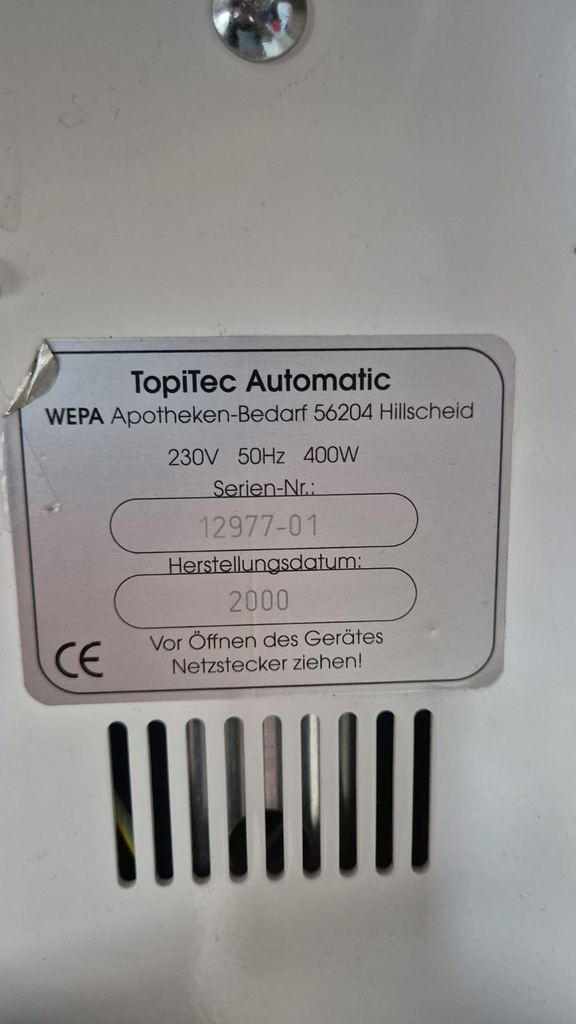 TopiTec Automatic
WEPA Apotheken-Bedarf 56204 Hillscheid
230V 50Hz 400W
Serien-Nr.:
12977-01
Herstellungsdatum:
2000
CE Vor Öffnen des Gerätes
Netzstecker ziehen!